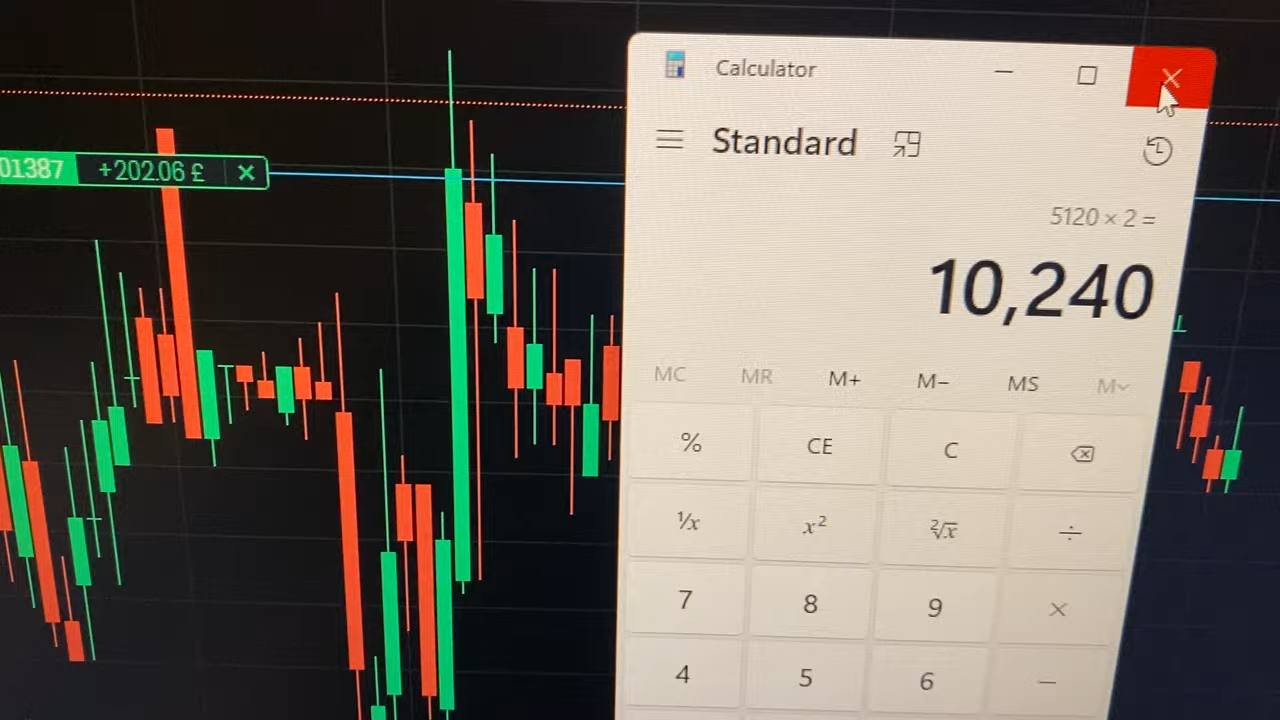 Calculator
Standard
01387 +202.06 £ ×
5120 × 2 =
10,240
MC MR M+ M− MS M˅
% CE C
¹/x x² ²√x ÷
7 8 9 ×
4 5 6 −